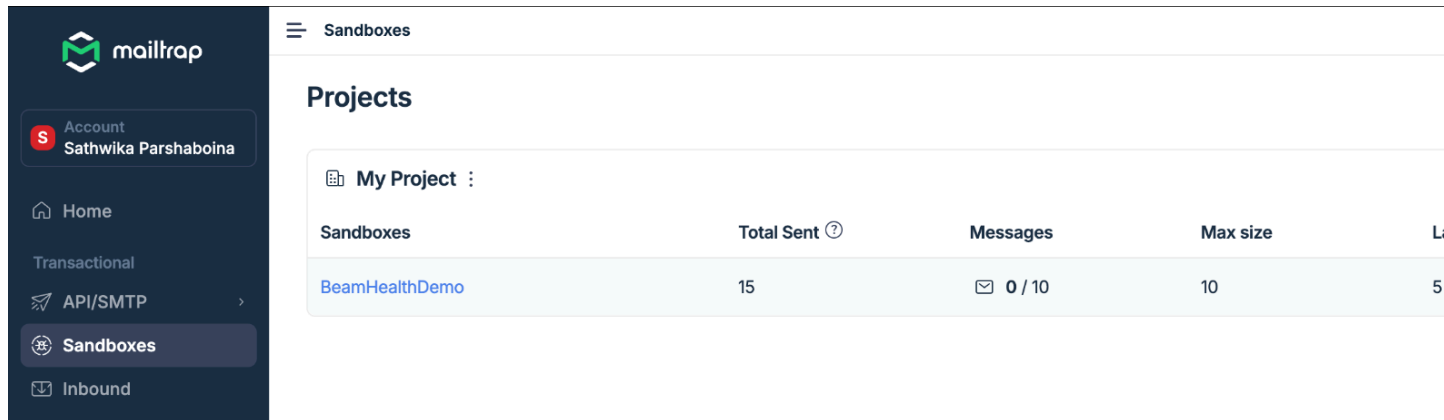 mailtrap
S
Account
Sathwika Parshaboina
Home
Transactional
API/SMTP
Sandboxes
Inbound
Sandboxes
Projects
My Project
Sandboxes Total Sent ? Messages Max size
BeamHealthDemo 15 0 / 10 10 5